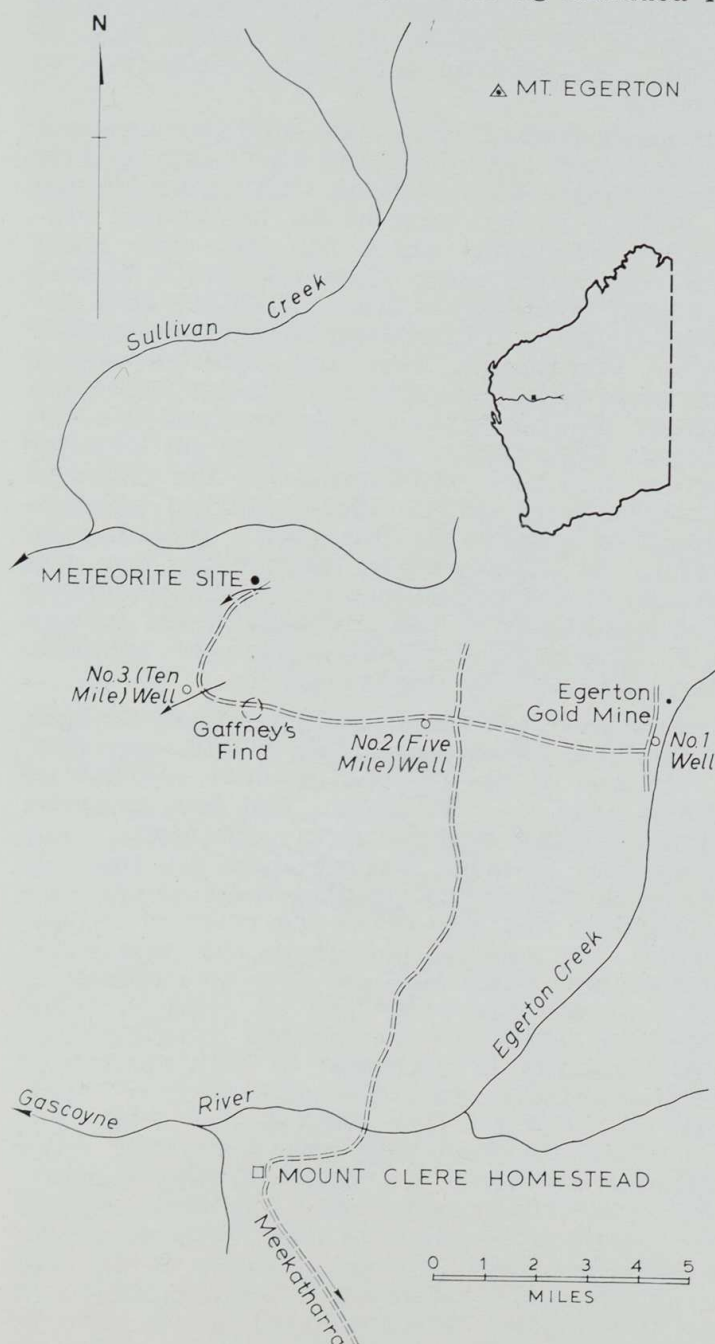 N
MT. EGERTON
Sullivan Creek
METEORITE SITE
No.3. (Ten
Mile) Well
Gaffney's
Find
No.2 (Five
Mile) Well
Egerton
Gold Mine
No.1
Well
Egerton Creek
Gascoyne River
MOUNT CLERE HOMESTEAD
Meekatharra
0 1 2 3 4 5
MILES